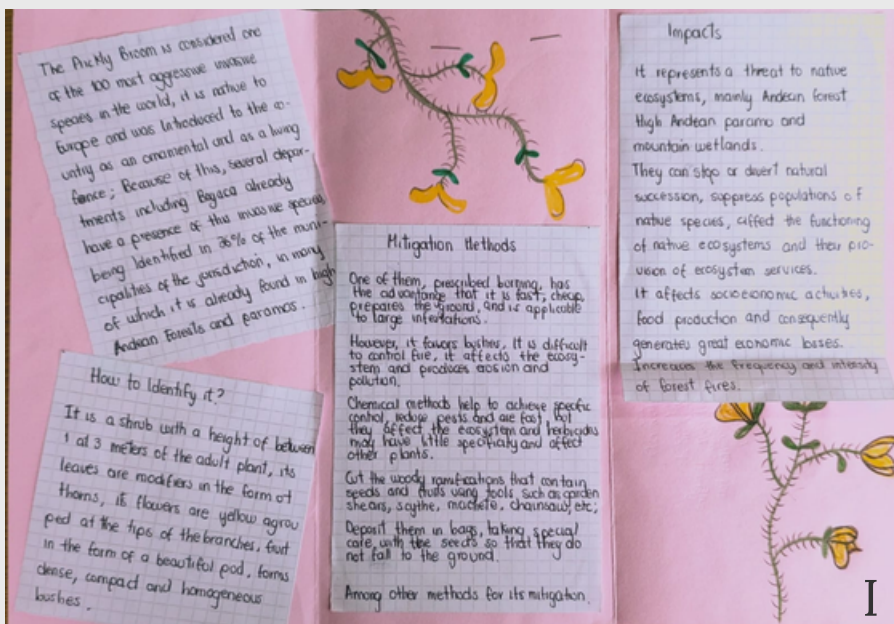 The Prickly Broom is considered one
of the 100 most aggressive invasive
species in the world, it is native to
Europe and was Introduced to the co-
untry as an ornamental and as a living
fence; Because of this, several depar-
tments including Boyaca already
have a presence of this invasive species,
being Identified in 36% of the muni-
cipalities of the jurisdiction, in many
of which it is already found in high
Andean Forests and paramos.
How to Identify it?
It is a shrub with a height of between
1 at 3 meters of the adult plant, its
leaves are modifiers in the form of
thorns, its flowers are yellow agrou
ped at the tips of the branches, fruit
in the form of a beautiful pod, forms
dense, compact and homogeneous
bushes.
Mitigation Methods
One of them, prescribed burning, has
the advantange that it is fast, cheap,
prepares the ground, and is applicable
to large infertations.
However, it favors bushes, It is difficult
to control fire, it affects the ecosy-
stem and produces erosion and
pollution.
Chemical methods help to achieve specific
control, reduce pests and are fast, but
they affect the ecosystem and herbicides
may have little specificity and affect
other plants.
Cut the woody ramifications that contain
seeds and fruits using tools, such as garden
shears, scythe, machete, chainsaw, etc;
Deposit them in bags, taking special
care, with the seeds so that they do
not fall to the ground.
Among other methods for its mitigation.
Impacts
it represents a threat to native
ecosystems, mainly Andean forest
High Andean paramo and
mountain wetlands.
They can stop or divert natural
succession, suppress populations of
native species, affect the functioning
of native ecosystems and their pro-
vision of ecosystem services.
it affects socioeconomic activities,
food production and consequently
generates great economic losses.
Increases the frequency and intensity
of forest fires.
I